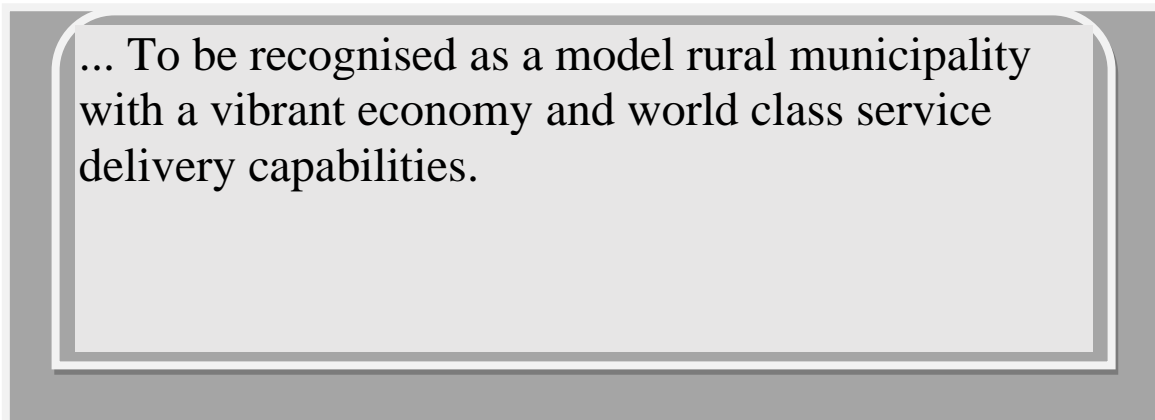 ... To be recognised as a model rural municipality
with a vibrant economy and world class service
delivery capabilities.